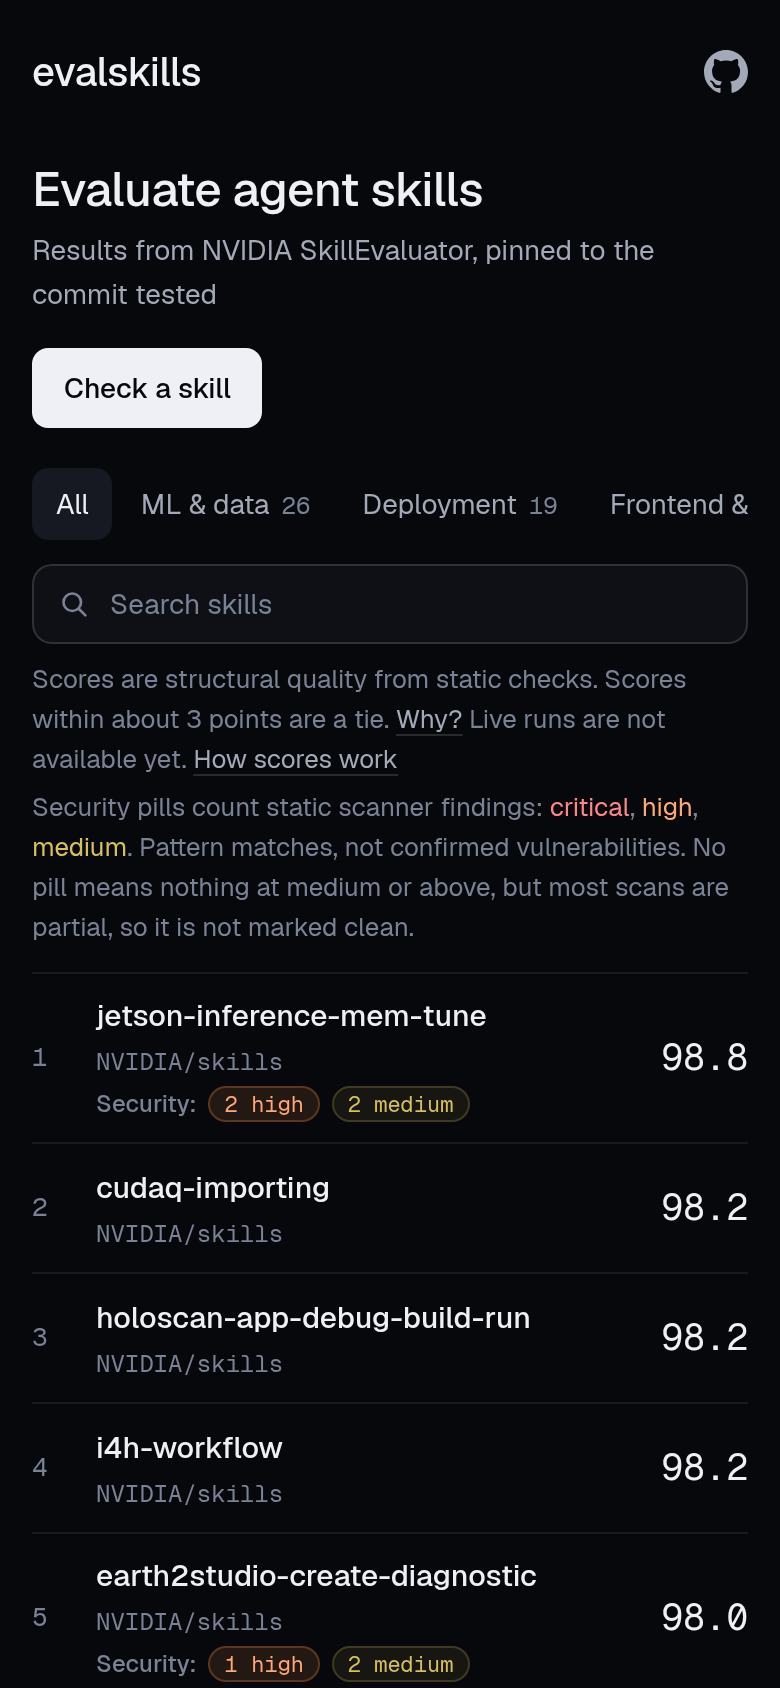 evalskills
Evaluate agent skills
Results from NVIDIA SkillEvaluator, pinned to the
commit tested
Check a skill
All ML & data 26 Deployment 19 Frontend &
Search skills
Scores are structural quality from static checks. Scores
within about 3 points are a tie. Why? Live runs are not
available yet. How scores work
Security pills count static scanner findings: critical, high,
medium. Pattern matches, not confirmed vulnerabilities. No
pill means nothing at medium or above, but most scans are
partial, so it is not marked clean.
1 jetson-inference-mem-tune 98.8
NVIDIA/skills
Security: 2 high 2 medium
2 cudaq-importing 98.2
NVIDIA/skills
3 holoscan-app-debug-build-run 98.2
NVIDIA/skills
4 i4h-workflow 98.2
NVIDIA/skills
5 earth2studio-create-diagnostic 98.0
NVIDIA/skills
Security: 1 high 2 medium